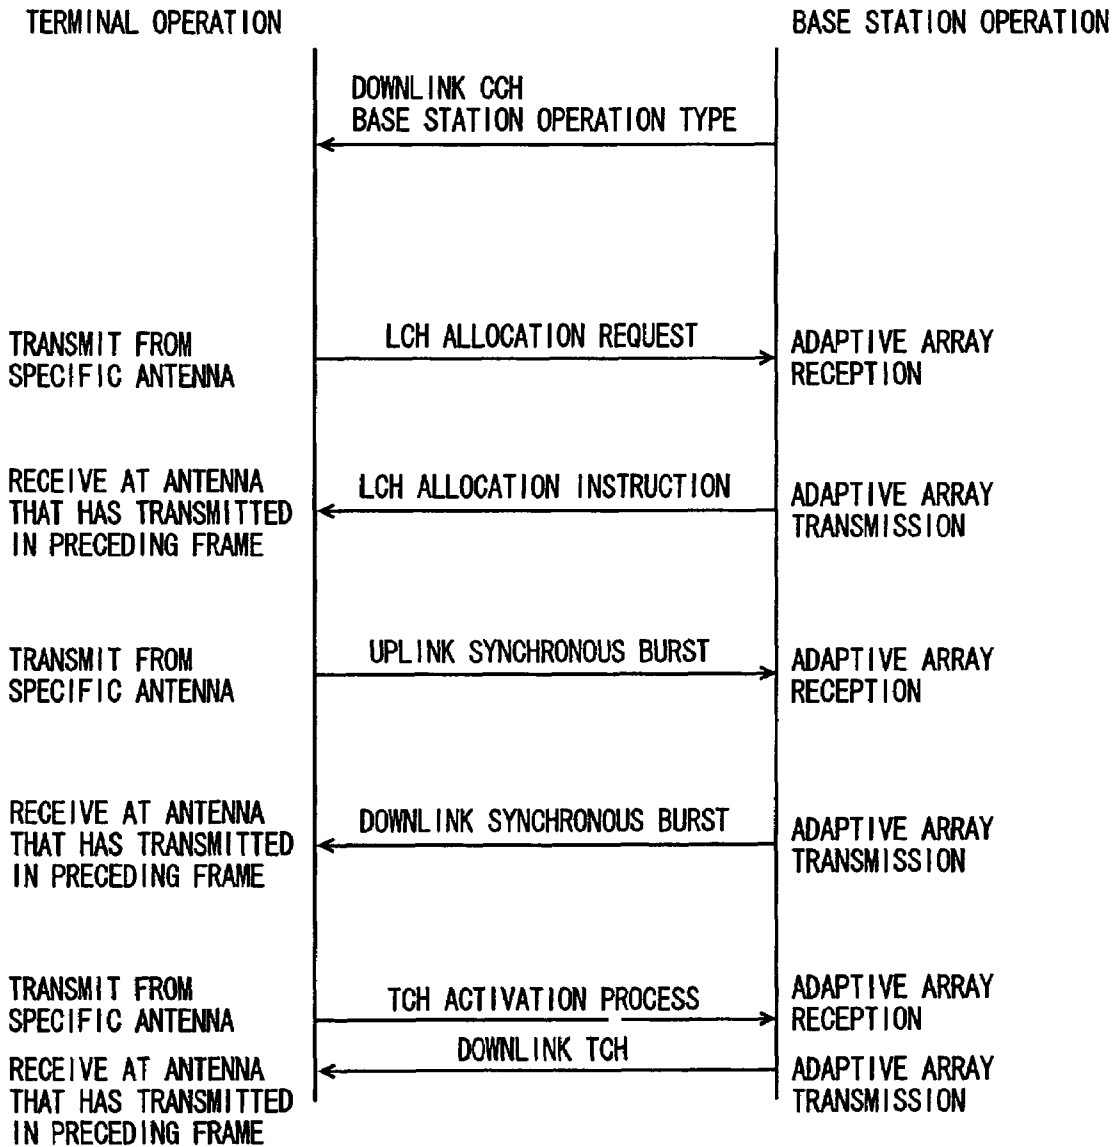 TERMINAL OPERATION
BASE STATION OPERATION
DOWNLINK CCH
BASE STATION OPERATION TYPE
TRANSMIT FROM
SPECIFIC ANTENNA
LCH ALLOCATION REQUEST
ADAPTIVE ARRAY
RECEPTION
RECEIVE AT ANTENNA
THAT HAS TRANSMITTED
IN PRECEDING FRAME
LCH ALLOCATION INSTRUCTION
ADAPTIVE ARRAY
TRANSMISSION
TRANSMIT FROM
SPECIFIC ANTENNA
UPLINK SYNCHRONOUS BURST
ADAPTIVE ARRAY
RECEPTION
RECEIVE AT ANTENNA
THAT HAS TRANSMITTED
IN PRECEDING FRAME
DOWNLINK SYNCHRONOUS BURST
ADAPTIVE ARRAY
TRANSMISSION
TRANSMIT FROM
SPECIFIC ANTENNA
TCH ACTIVATION PROCESS
ADAPTIVE ARRAY
RECEPTION
RECEIVE AT ANTENNA
THAT HAS TRANSMITTED
IN PRECEDING FRAME
DOWNLINK TCH
ADAPTIVE ARRAY
TRANSMISSION